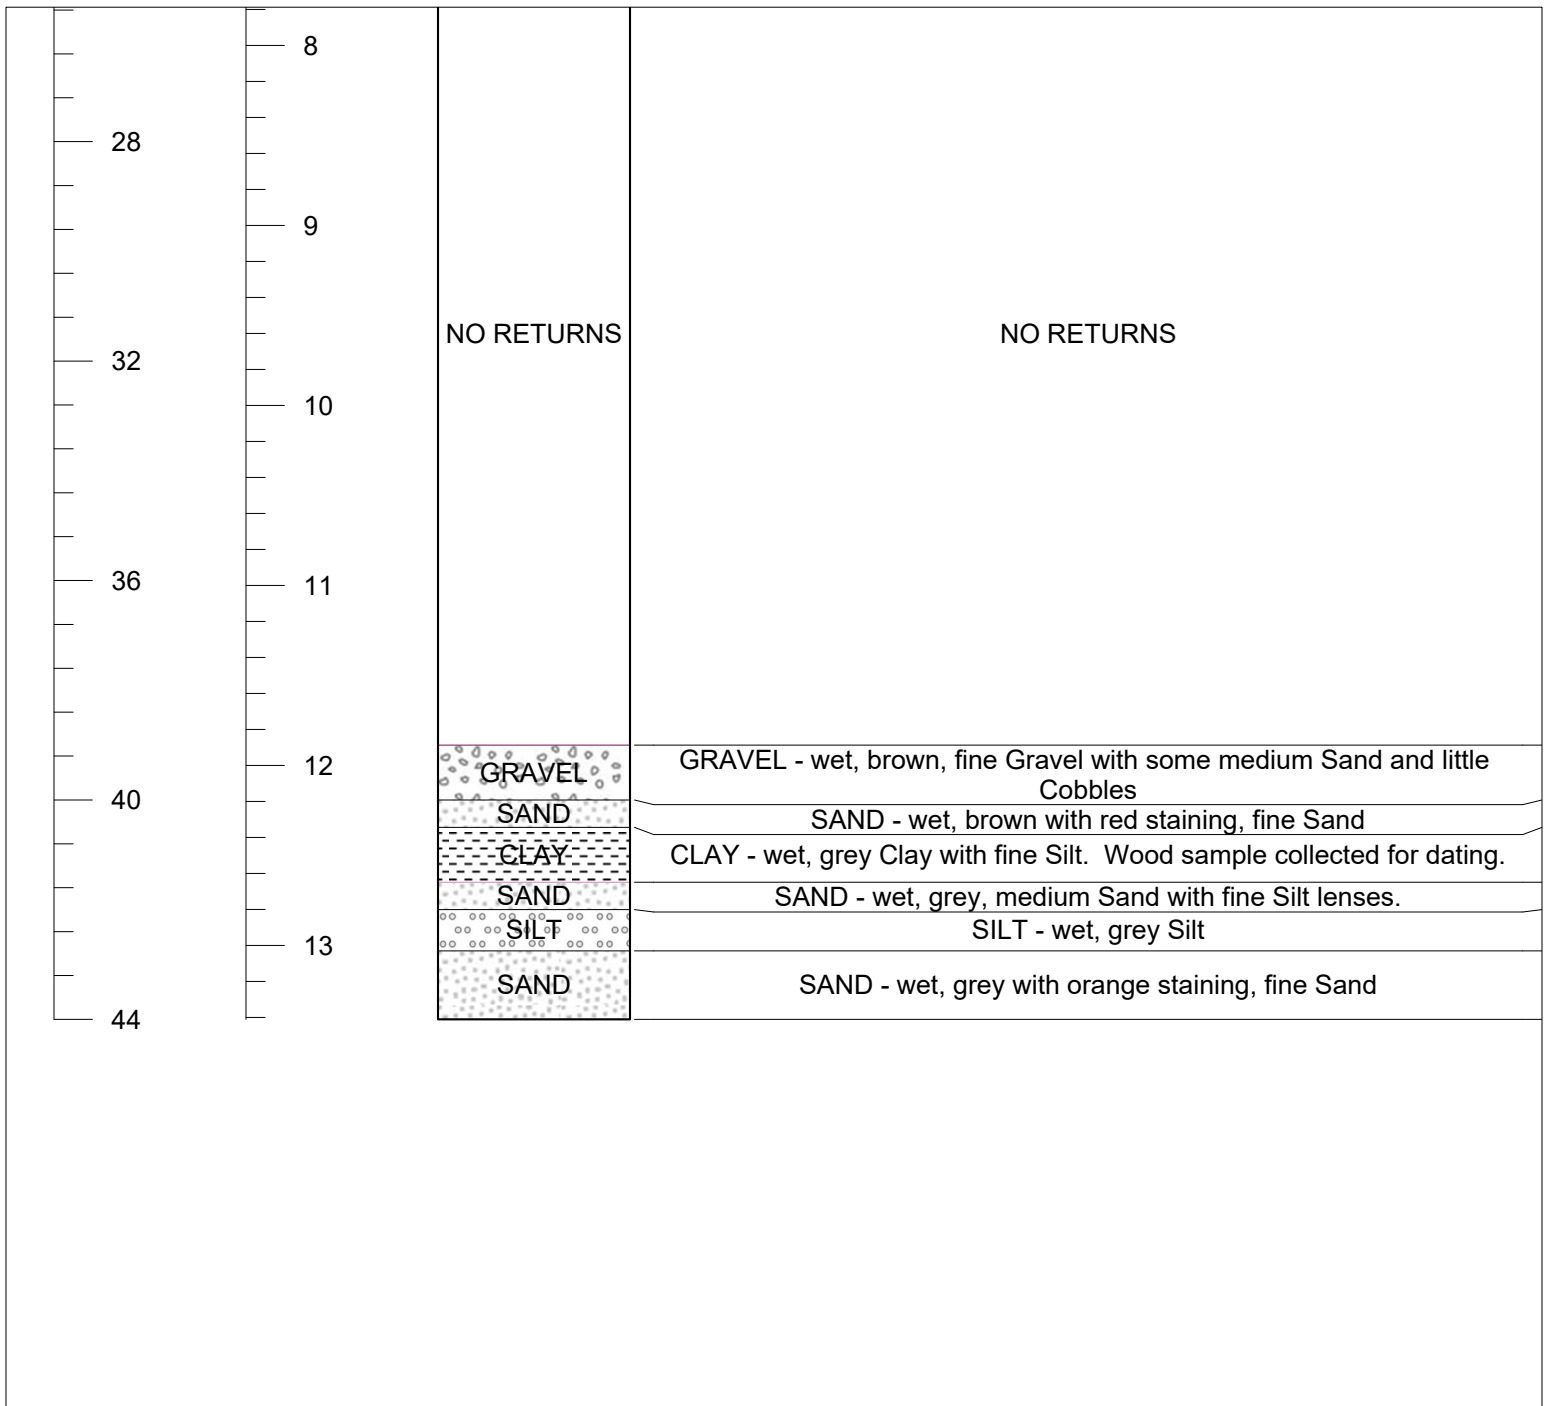 8
28
9
NO RETURNS NO RETURNS
32
10
36
11
12
GRAVEL
GRAVEL - wet, brown, fine Gravel with some medium Sand and little
Cobbles
40
SAND
SAND - wet, brown with red staining, fine Sand
CLAY
CLAY - wet, grey Clay with fine Silt.  Wood sample collected for dating.
SAND
SAND - wet, grey, medium Sand with fine Silt lenses.
SILT
SILT - wet, grey Silt
13
SAND
SAND - wet, grey with orange staining, fine Sand
44